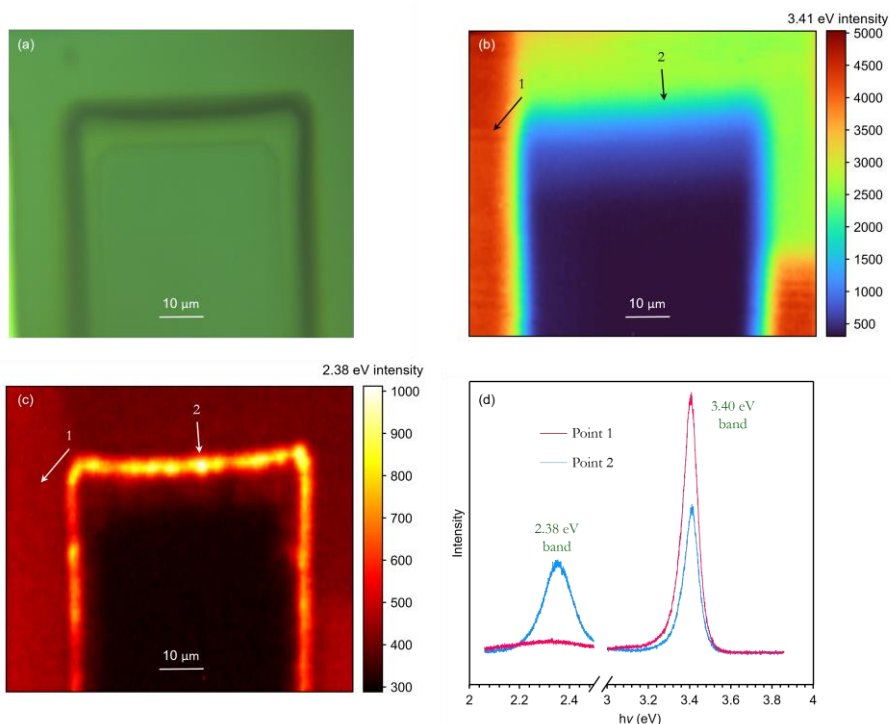 (a)
10 μm
3.41 eV intensity
(b)
1
2
10 μm
5000
4500
4000
3500
3000
2500
2000
1500
1000
500
2.38 eV intensity
(c)
1
2
10 μm
1000
900
800
700
600
500
400
300
(d)
Point 1
Point 2
3.40 eV
band
2.38 eV
band
Intensity
2
2.2
2.4
3
3.2
3.4
3.6
3.8
4
hν (eV)